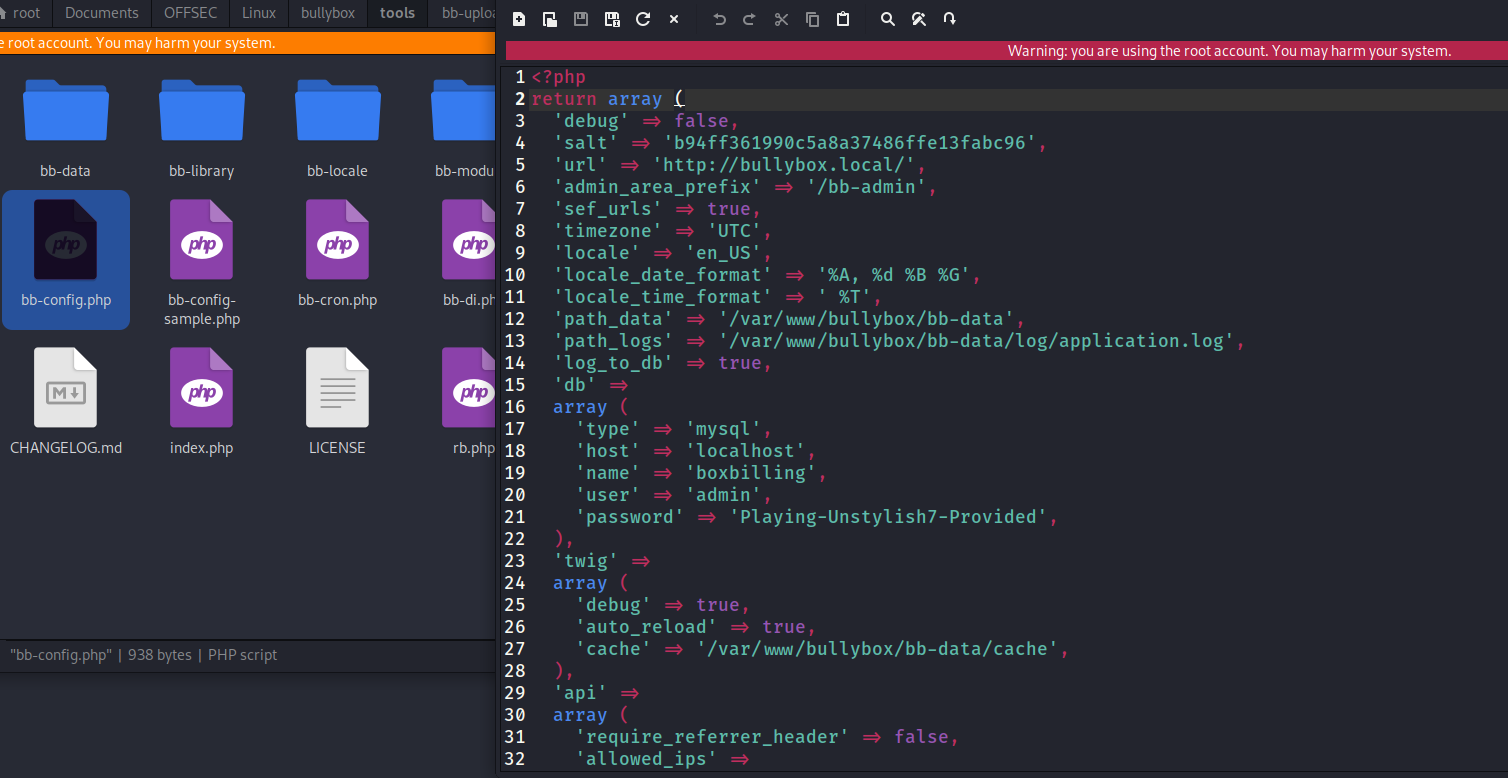 root Documents OFFSEC Linux bullybox tools bb-uploa
e root account. You may harm your system.
bb-data bb-library bb-locale bb-modu
php php php php
bb-config.php bb-config-sample.php bb-cron.php bb-di.ph
M php php
CHANGELOG.md index.php LICENSE rb.php
"bb-config.php" | 938 bytes | PHP script
Warning: you are using the root account. You may harm your system.
1 <?php
2 return array (
3 'debug' => false,
4 'salt' => 'b94ff361990c5a8a37486ffe13fabc96',
5 'url' => 'http://bullybox.local/',
6 'admin_area_prefix' => '/bb-admin',
7 'sef_urls' => true,
8 'timezone' => 'UTC',
9 'locale' => 'en_US',
10 'locale_date_format' => '%A, %d %B %G',
11 'locale_time_format' => ' %T',
12 'path_data' => '/var/www/bullybox/bb-data',
13 'path_logs' => '/var/www/bullybox/bb-data/log/application.log',
14 'log_to_db' => true,
15 'db' =>
16 array (
17 'type' => 'mysql',
18 'host' => 'localhost',
19 'name' => 'boxbilling',
20 'user' => 'admin',
21 'password' => 'Playing-Unstylish7-Provided',
22 ),
23 'twig' =>
24 array (
25 'debug' => true,
26 'auto_reload' => true,
27 'cache' => '/var/www/bullybox/bb-data/cache',
28 ),
29 'api' =>
30 array (
31 'require_referrer_header' => false,
32 'allowed_ips' =>